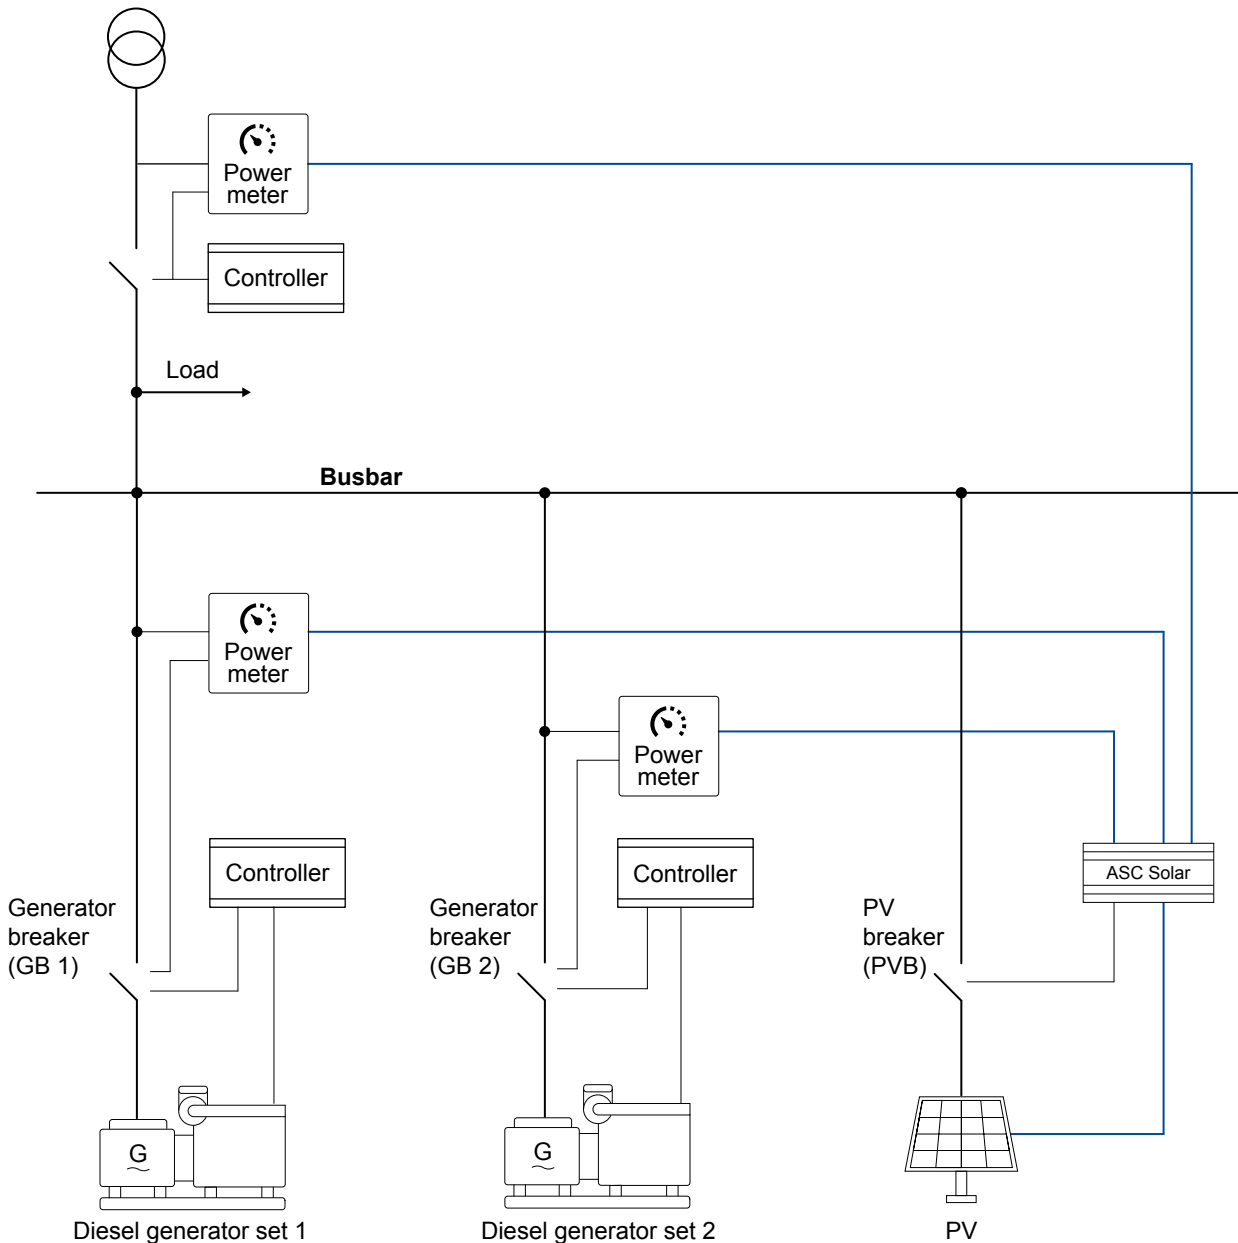 Power
meter
Controller
Load
Busbar
Power
meter
Power
meter
Controller
Controller
ASC Solar
Generator
breaker
(GB 1)
Generator
breaker
(GB 2)
PV
breaker
(PVB)
G
G
Diesel generator set 1
Diesel generator set 2
PV